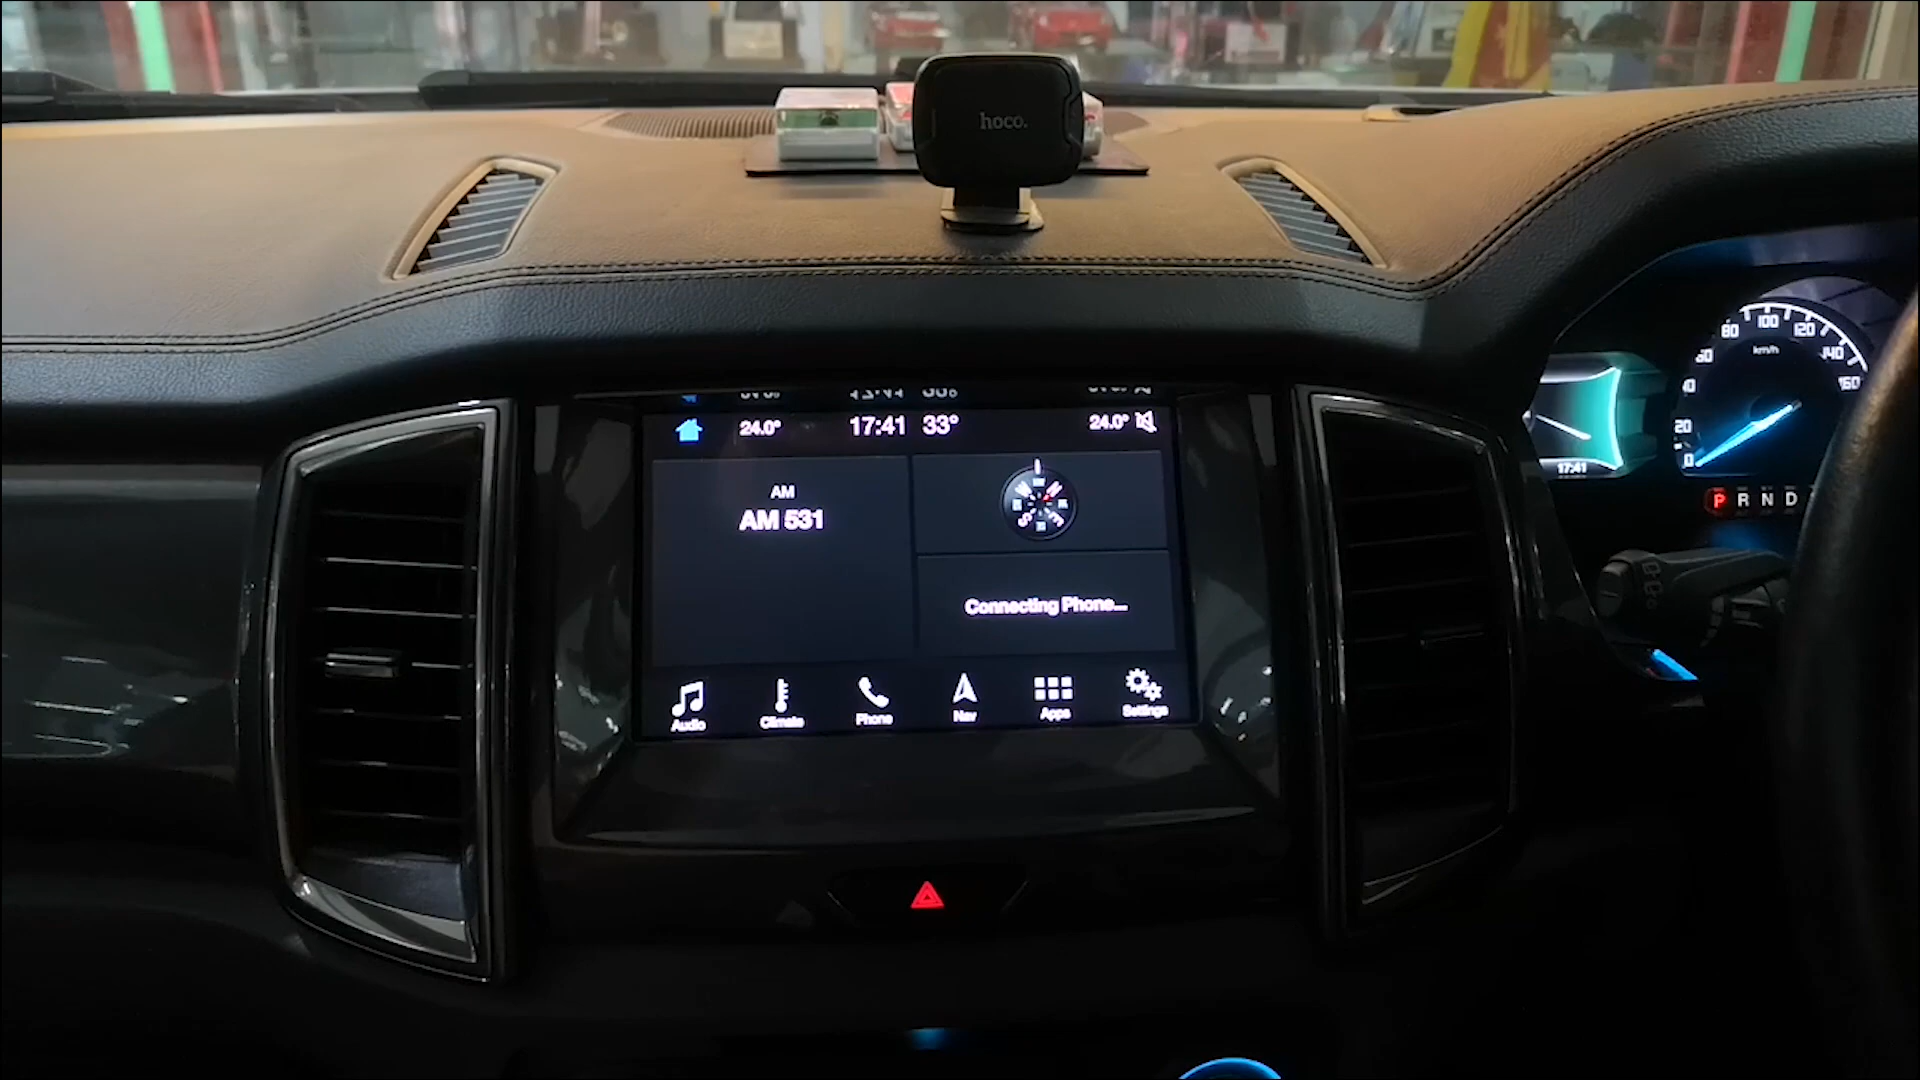 hoco.
24.0° 17:41 33° 24.0°
AM
AM 531
Connecting Phone...
Audio Climate Phone Nav Apps Settings
17:41
0 20 40 60 80 100 120 140 160
km/h
P R N D